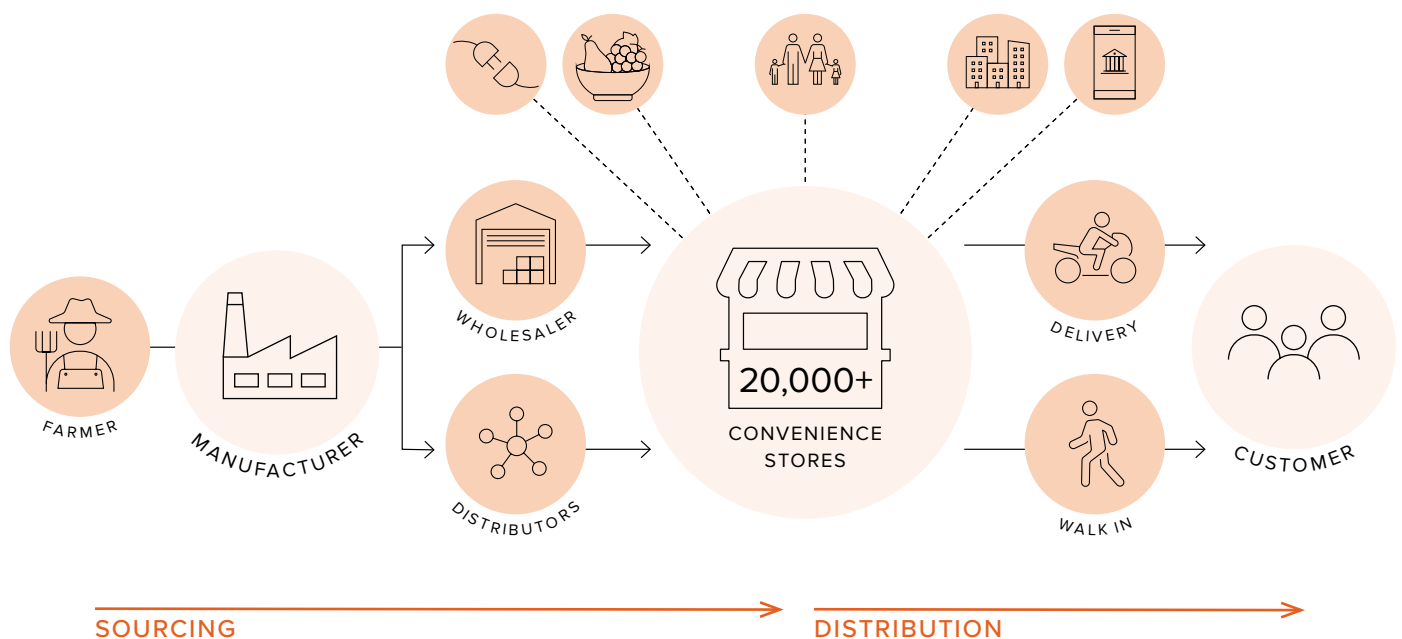 FARMER
MANUFACTURER
WHOLESALER
DISTRIBUTORS
20,000+
CONVENIENCE
STORES
DELIVERY
WALK IN
CUSTOMER
SOURCING
DISTRIBUTION